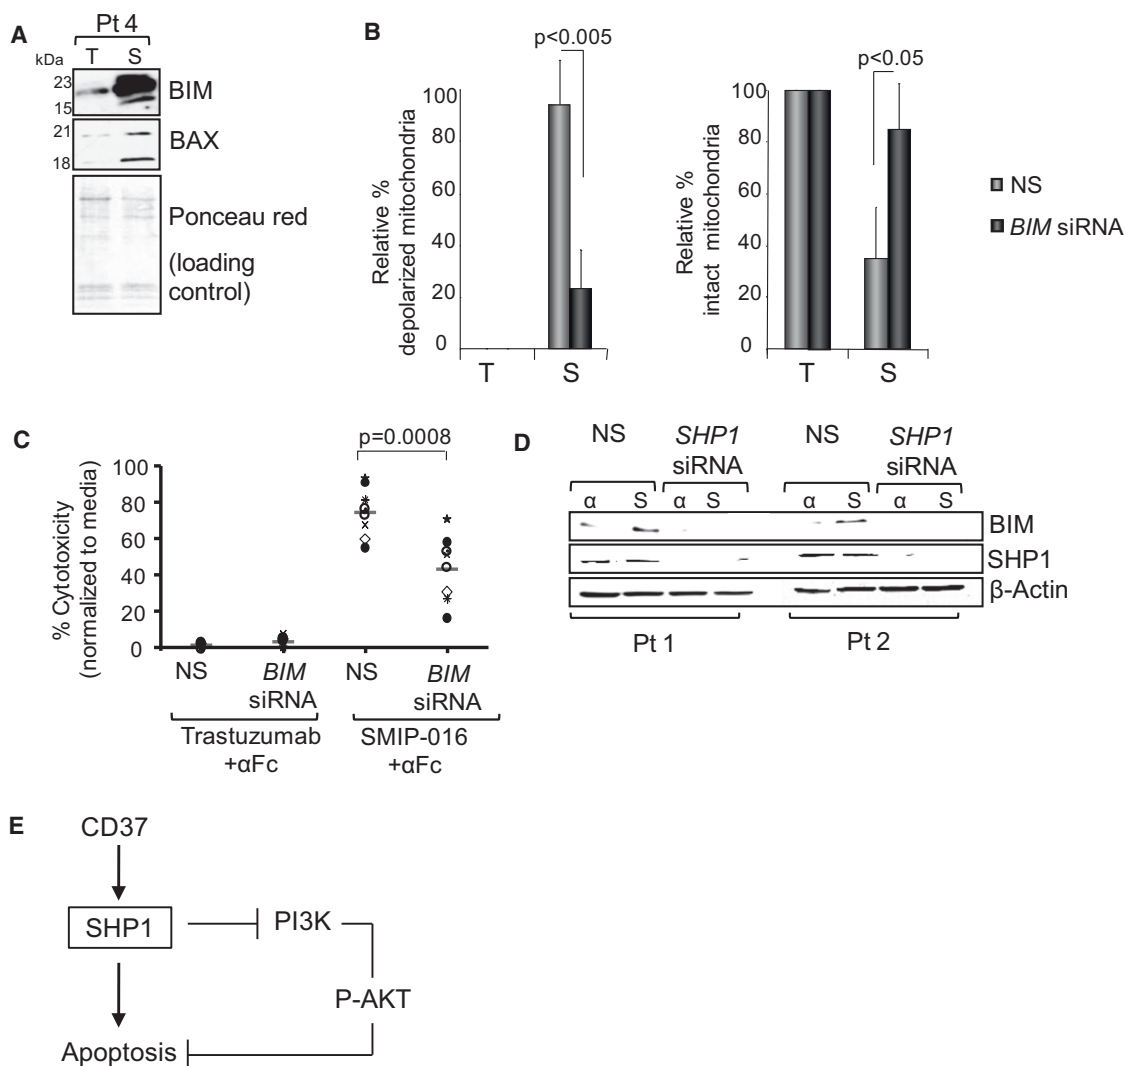 A
Pt 4
kDa
T S
23
15
BIM
21
18
BAX
Ponceau red
(loading
control)
B
p<0.005
Relative %
depolarized mitochondria
100
80
60
40
20
0
T S
p<0.05
Relative %
intact mitochondria
100
80
60
40
20
0
T S
NS
BIM siRNA
C
p=0.0008
% Cytotoxicity
(normalized to media)
100
80
60
40
20
0
NS BIM siRNA NS BIM siRNA
Trastuzumab
+αFc
SMIP-016
+αFc
D
NS SHP1 siRNA NS SHP1 siRNA
α S α S α S α S
BIM
SHP1
β-Actin
Pt 1 Pt 2
E
CD37
SHP1
PI3K
P-AKT
Apoptosis